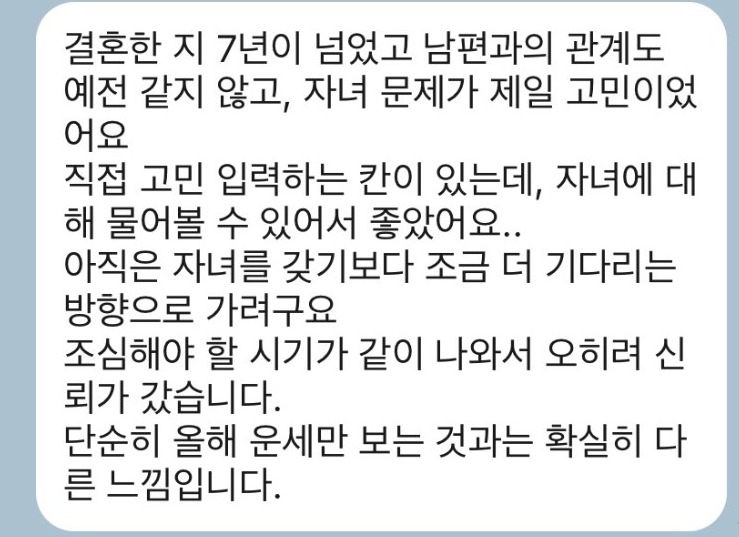 결혼한 지 7년이 넘었고 남편과의 관계도
예전 같지 않고, 자녀 문제가 제일 고민이었
어요
직접 고민 입력하는 칸이 있는데, 자녀에 대
해 물어볼 수 있어서 좋았어요..
아직은 자녀를 갖기보다 조금 더 기다리는
방향으로 가려구요
조심해야 할 시기가 같이 나와서 오히려 신
뢰가 갔습니다.
단순히 올해 운세만 보는 것과는 확실히 다
른 느낌입니다.